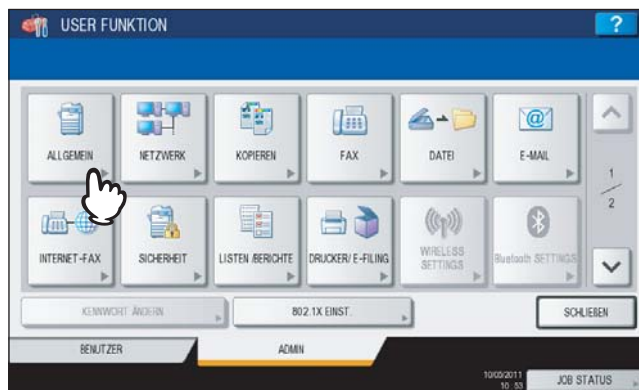 USER FUNKTION
?
ALLGEMEIN
NETZWERK
KOPIEREN
FAX
DATEI
E-MAIL
1
2
INTERNET-FAX
SICHERHEIT
LISTEN /BERICHTE
DRUCKER/ E-FILING
WIRELESS
SETTINGS
Bluetooth SETTINGS
KENNWORT ÄNDERN
802.1X EINST.
SCHLIEßEN
BENUTZER
ADMIN
10/03/2011
10 53
JOB STATUS